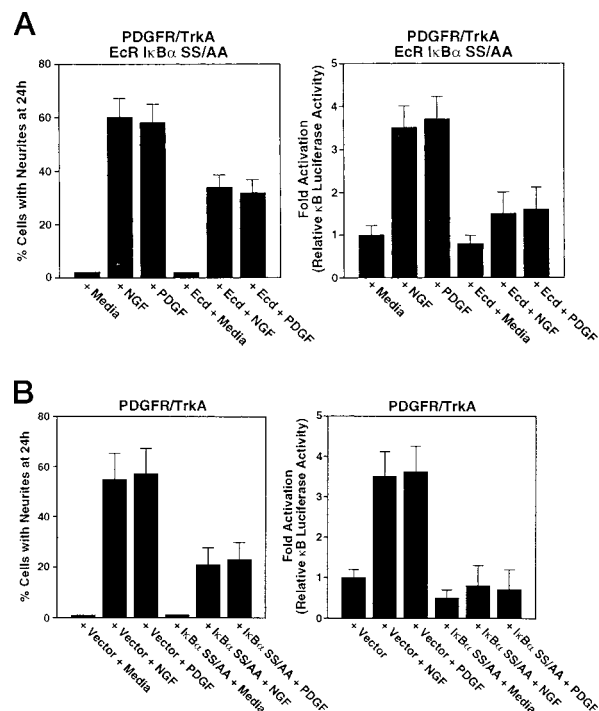 A
PDGFR/TrkA
EcR IκBα SS/AA
% Cells with Neurites at 24h
80
60
40
20
0
+ Media
+ NGF
+ PDGF
+ Ecd + Media
+ Ecd + NGF
+ Ecd + PDGF
PDGFR/TrkA
EcR IκBα SS/AA
Fold Activation
(Relative κB Luciferase Activity)
5
4
3
2
1
0
+ Media
+ NGF
+ PDGF
+ Ecd + Media
+ Ecd + NGF
+ Ecd + PDGF
B
PDGFR/TrkA
% Cells with Neurites at 24h
80
60
40
20
0
+ Vector + Media
+ Vector + NGF
+ Vector + PDGF
+ IκBα SS/AA + Media
+ IκBα SS/AA + NGF
+ IκBα SS/AA + PDGF
PDGFR/TrkA
Fold Activation
(Relative κB Luciferase Activity)
5
4
3
2
1
0
+ Vector
+ Vector + NGF
+ Vector + PDGF
+ IκBα SS/AA + Media
+ IκBα SS/AA + NGF
+ IκBα SS/AA + PDGF